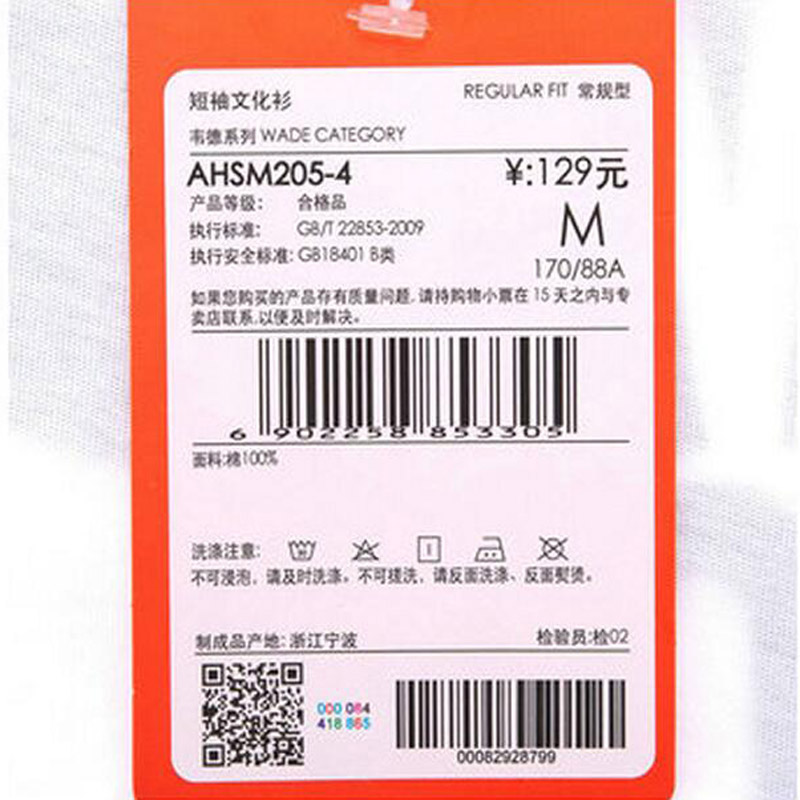 短袖文化衫 REGULAR FIT 常规型
韦德系列 WADE CATEGORY
AHSM205-4 ¥:129元
产品等级: 合格品
M
执行标准: GB/T 22853-2009
执行安全标准: GB18401 B类
170/88A
如果您购买的产品存有质量问题,请持购物小票在 15 天之内与专
卖店联系,以便及时解决。
6 902258 853305
面料:棉100%
洗涤注意:
不可浸泡，请及时洗涤。不可搓洗，请反面洗涤、反面熨烫。
制成品产地: 浙江宁波 检验员:检02
000 064
418 865
00082928799